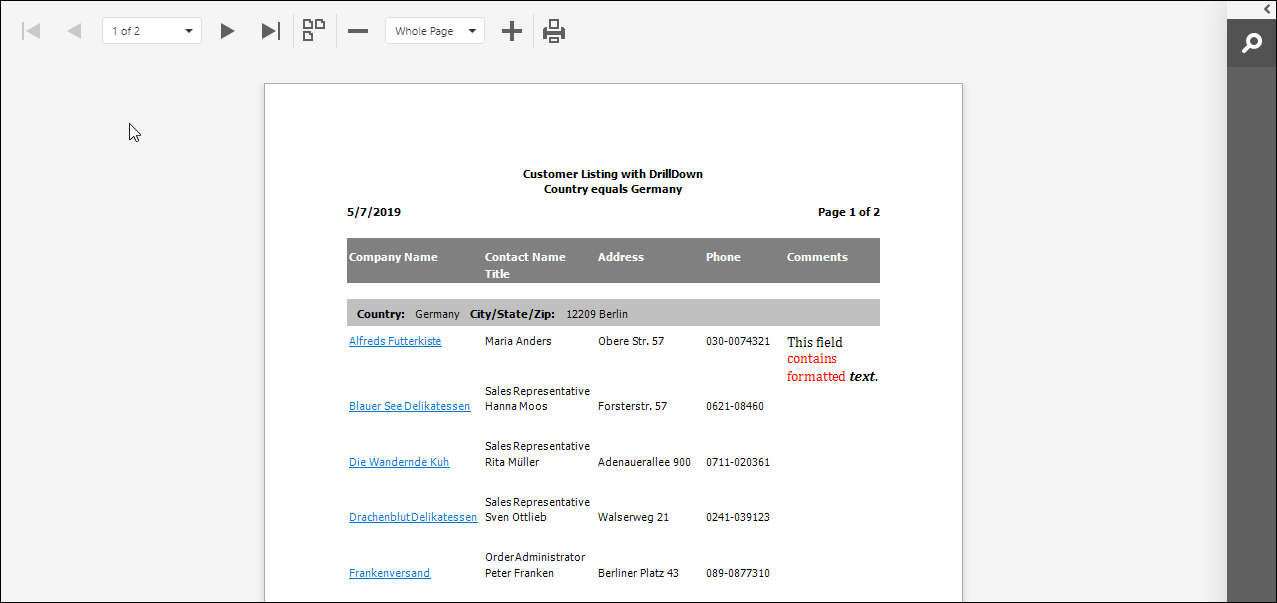 1 of 2 Whole Page
Customer Listing with DrillDown
Country equals Germany
5/7/2019 Page 1 of 2
Company Name Contact Name Address Phone Comments
Title
Country: Germany City/State/Zip: 12209 Berlin
Alfreds Futterkiste Maria Anders Obere Str. 57 030-0074321 This field
contains
formatted text.
Sales Representative
Blauer See Delikatessen Hanna Moos Forsterstr. 57 0621-08460
Sales Representative
Die Wandernde Kuh Rita Müller Adenauerallee 900 0711-020361
Sales Representative
Drachenblut Delikatessen Sven Ottlieb Walserweg 21 0241-039123
Order Administrator
Frankenversand Peter Franken Berliner Platz 43 089-0877310